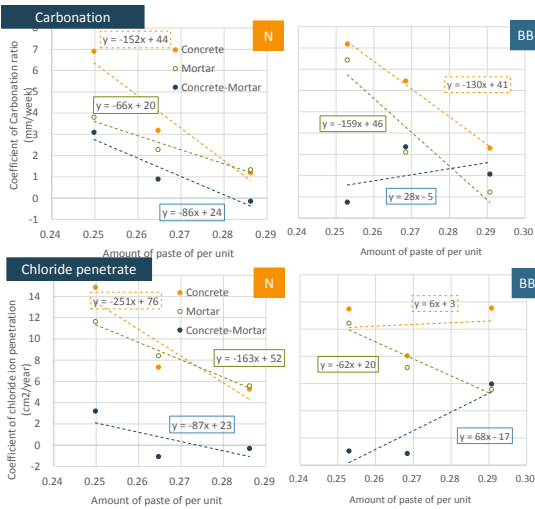 Carbonation
N
BB
8
7
6
5
4
3
2
1
0
-1
Coefficient of Carbonation ratio
(mm/week)
y = -152x + 44
Concrete
Mortar
Concrete-Mortar
y = -66x + 20
y = -86x + 24
0.24 0.25 0.26 0.27 0.28 0.29
Amount of paste of per unit
y = -130x + 41
y = -159x + 46
y = 28x - 5
0.24 0.25 0.26 0.27 0.28 0.29 0.30
Amount of paste of per unit
Chloride penetrate
N
BB
14
12
10
8
6
4
2
0
-2
Coefficient of chloride ion penetration
(cm2/year)
Concrete
Mortar
Concrete-Mortar
y = -251x + 76
y = -163x + 52
y = -87x + 23
0.24 0.25 0.26 0.27 0.28 0.29
Amount of paste of per unit
y = 6x + 3
y = -62x + 20
y = 68x - 17
0.24 0.25 0.26 0.27 0.28 0.29 0.30
Amount of paste of per unit